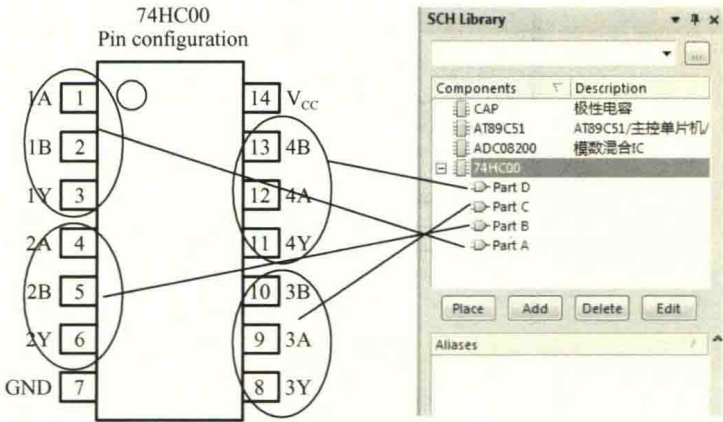 74HC00
Pin configuration
1A 1
1B 2
1Y 3
2A 4
2B 5
2Y 6
GND 7
14 Vcc
13 4B
12 4A
11 4Y
10 3B
9 3A
8 3Y
SCH Library
...
Components Description
CAP 极性电容
AT89C51 AT89C51/主控单片机/
ADC08200 模数混合IC
74HC00
Part D
Part C
Part B
Part A
Place Add Delete Edit
Aliases